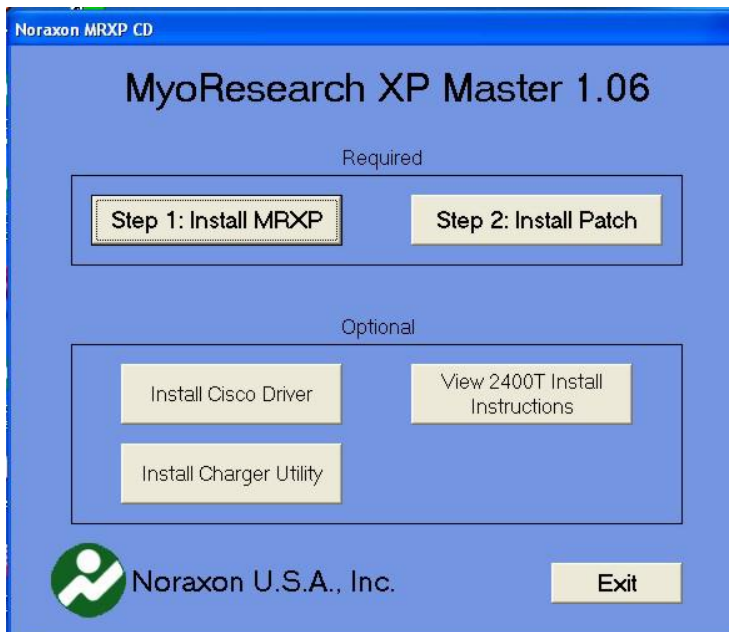 Noraxon MRXP CD
MyoResearch XP Master 1.06
Required
Step 1: Install MRXP
Step 2: Install Patch
Optional
Install Cisco Driver
View 2400T Install
Instructions
Install Charger Utility
Noraxon U.S.A., Inc.
Exit